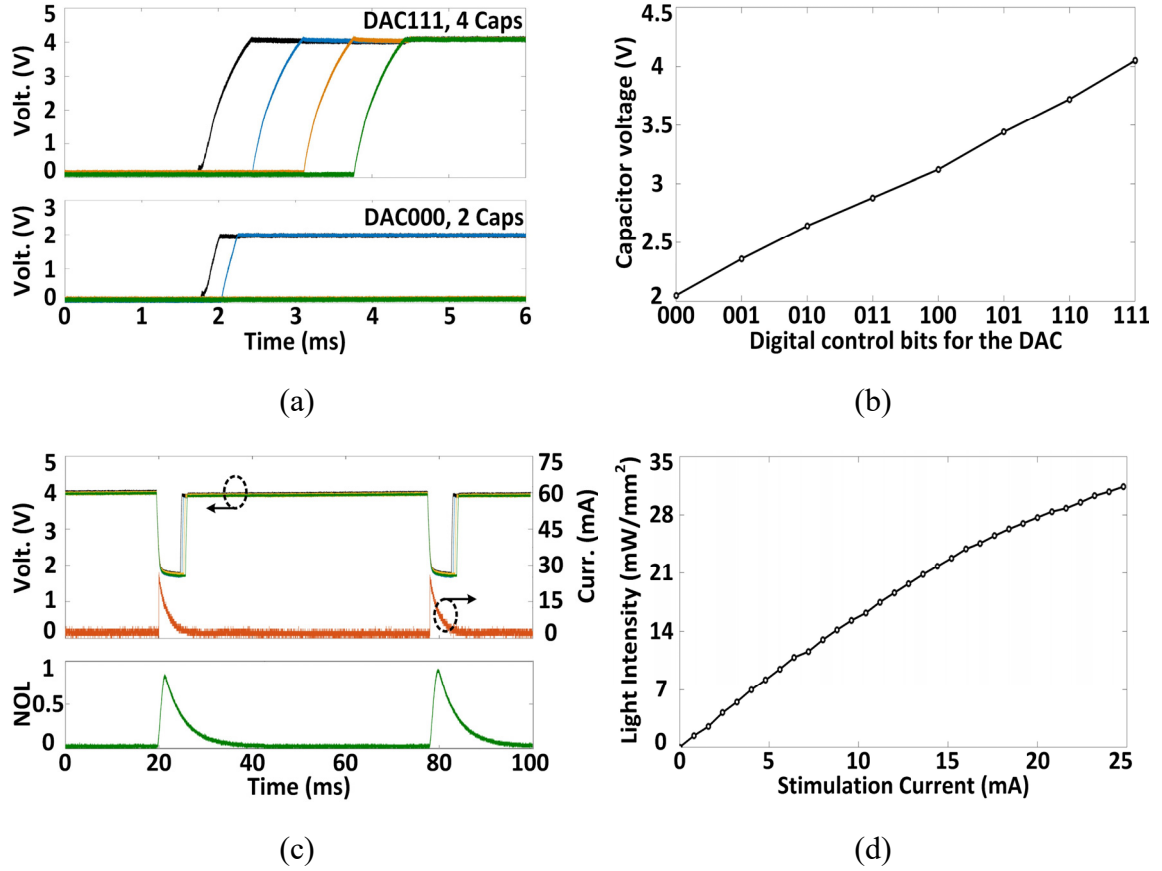 DAC111, 4 Caps
Volt. (V)
5
4
3
2
1
0
DAC000, 2 Caps
Volt. (V)
3
2
1
0
0 1 2 3 4 5 6
Time (ms)
(a)
Capacitor voltage (V)
4.5
4
3.5
3
2.5
2
000 001 010 011 100 101 110 111
Digital control bits for the DAC
(b)
Volt. (V)
5
4
3
2
1
0
75
60
45
30
15
0
Curr. (mA)
NOL
1
0.5
0
0 20 40 60 80 100
Time (ms)
(c)
Light Intensity (mW/mm²)
35
28
21
14
7
0
0 5 10 15 20 25
Stimulation Current (mA)
(d)